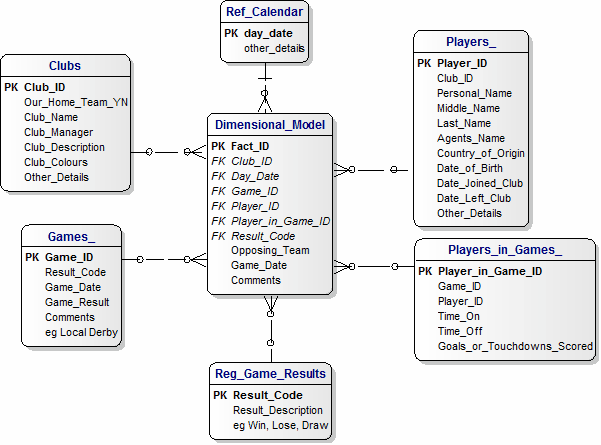 Ref_Calendar
PK day_date
other_details
Clubs
PK Club_ID
Our_Home_Team_YN
Club_Name
Club_Manager
Club_Description
Club_Colours
Other_Details
Dimensional_Model
PK Fact_ID
FK Club_ID
FK Day_Date
FK Game_ID
FK Player_ID
FK Player_in_Game_ID
FK Result_Code
Opposing_Team
Game_Date
Comments
Players_
PK Player_ID
Club_ID
Personal_Name
Middle_Name
Last_Name
Agents_Name
Country_of_Origin
Date_of_Birth
Date_Joined_Club
Date_Left_Club
Other_Details
Games_
PK Game_ID
Result_Code
Game_Date
Game_Result
Comments
eg Local Derby
Players_in_Games_
PK Player_in_Game_ID
Game_ID
Player_ID
Time_On
Time_Off
Goals_or_Touchdowns_Scored
Reg_Game_Results
PK Result_Code
Result_Description
eg Win, Lose, Draw